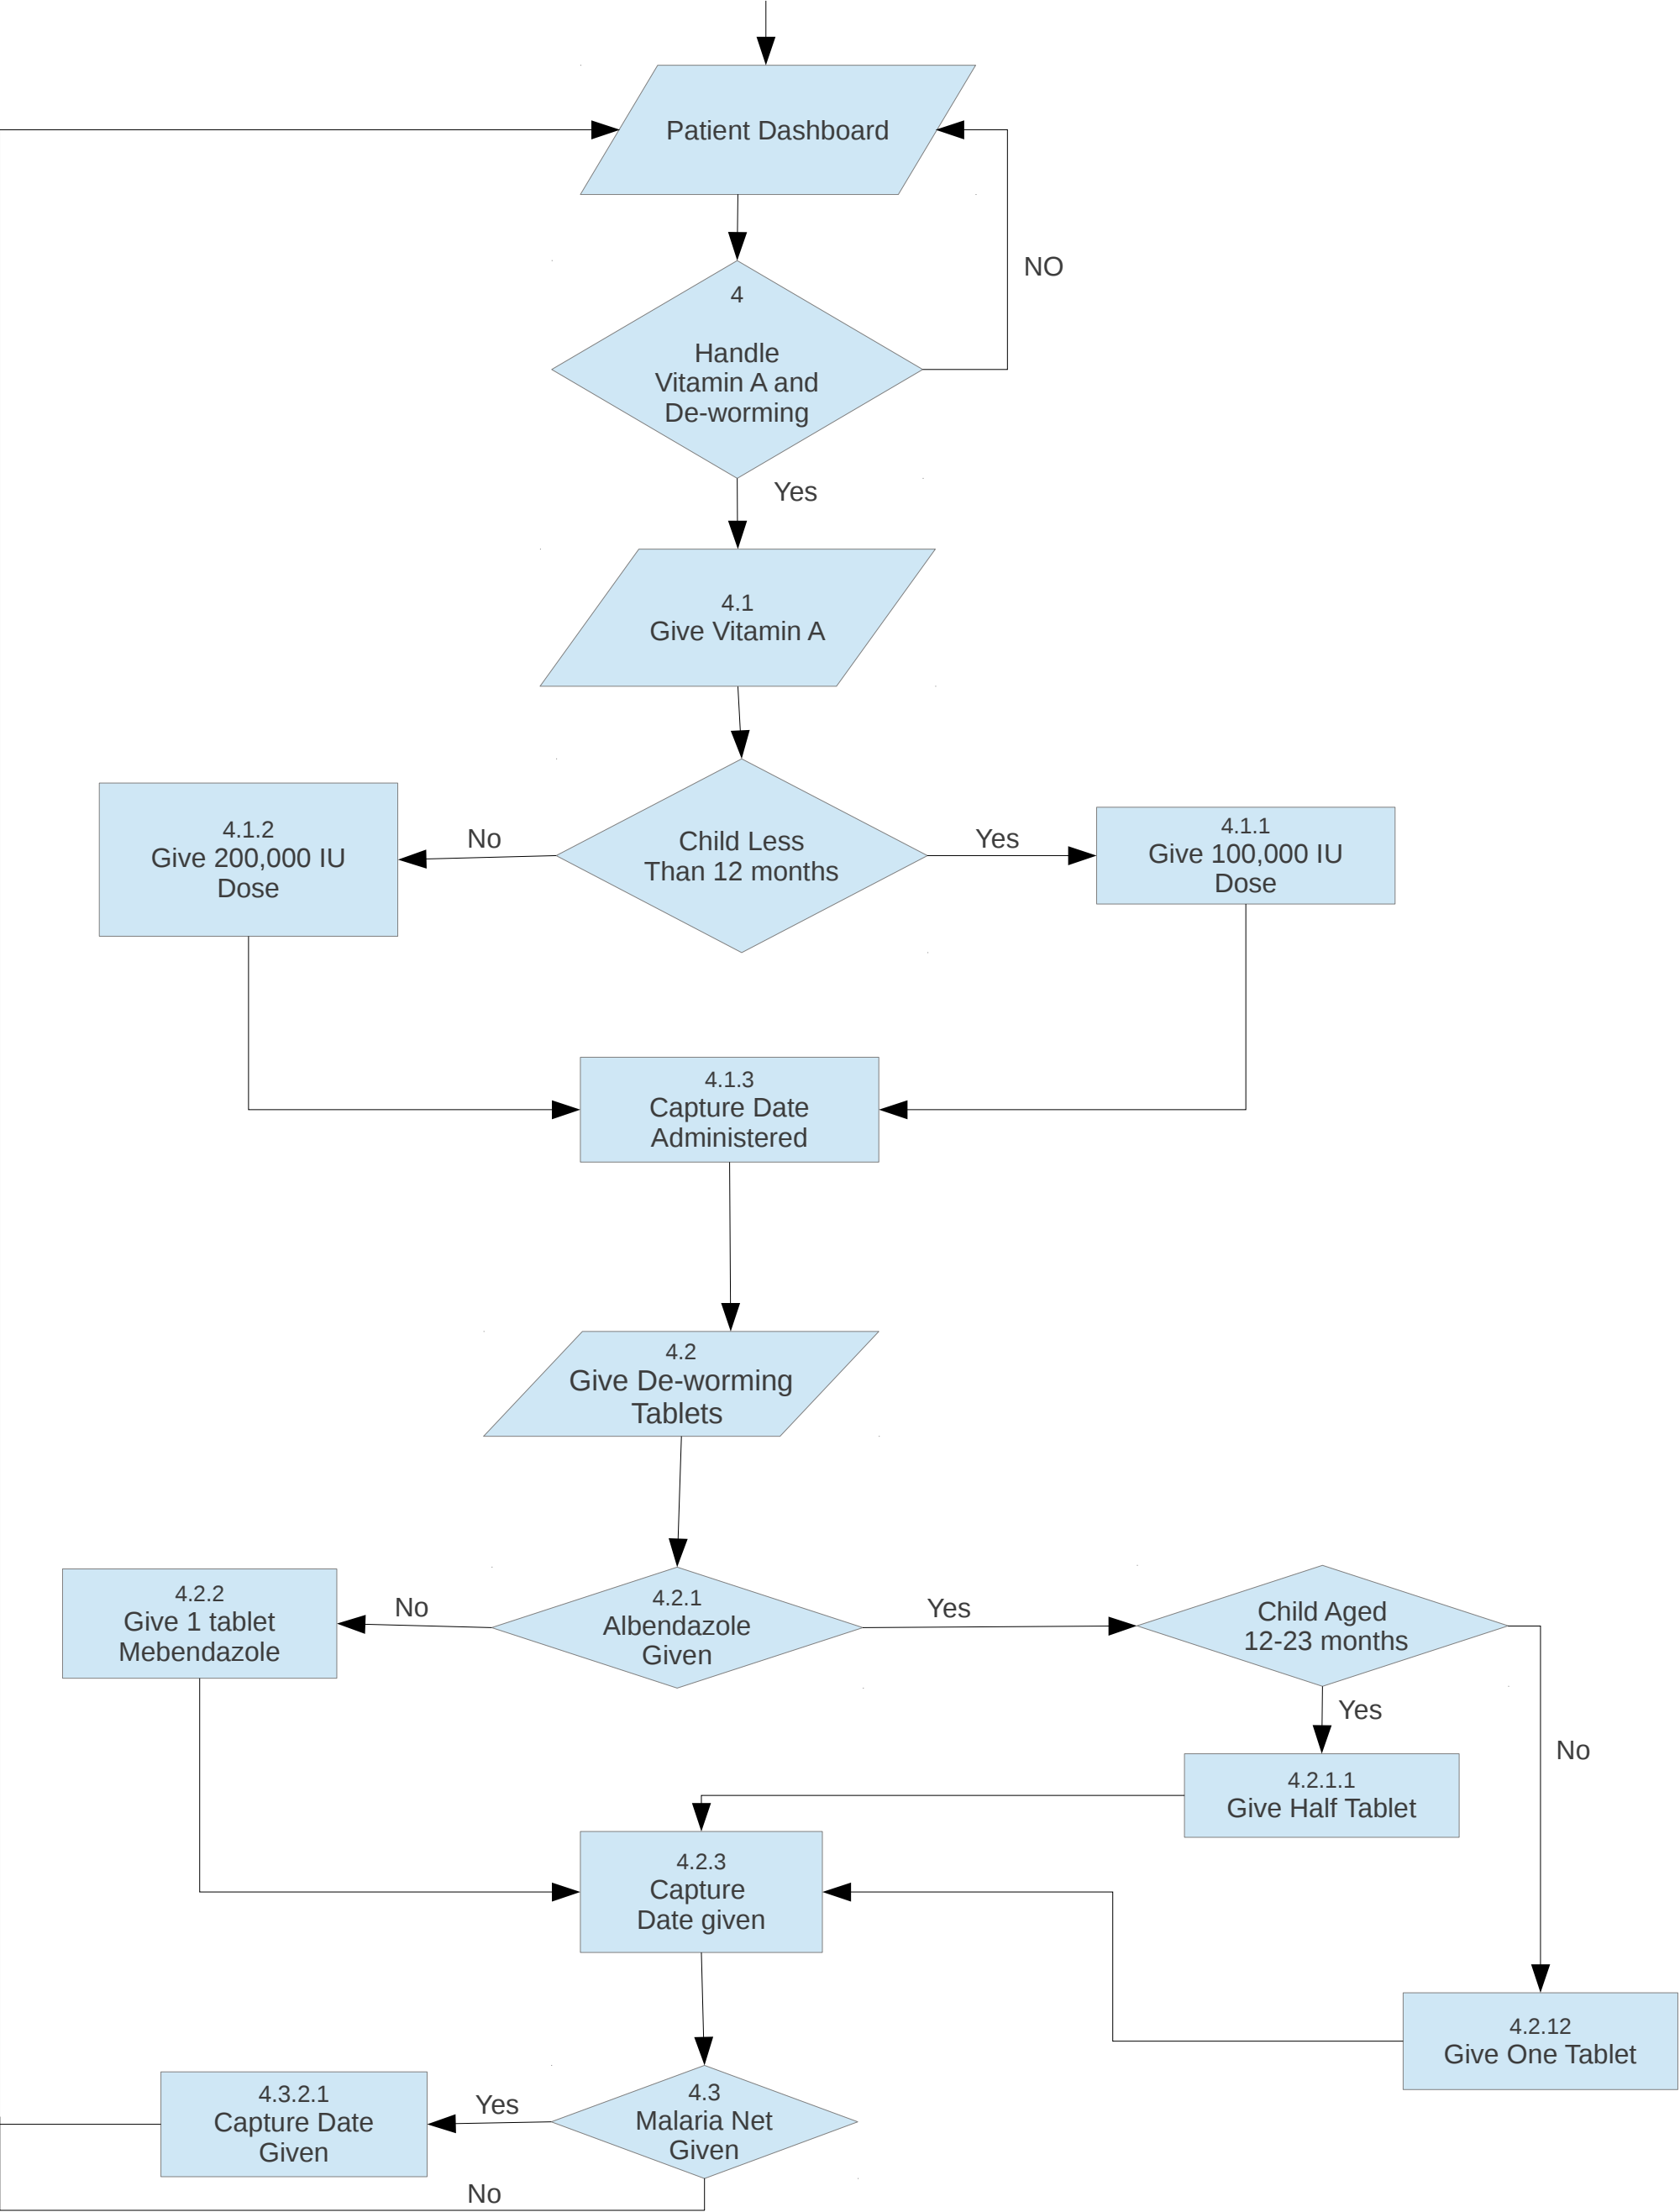 Patient Dashboard
NO
4
Handle
Vitamin A and
De-worming
Yes
4.1
Give Vitamin A
4.1.2
Give 200,000 IU
Dose
No
Child Less
Than 12 months
Yes
4.1.1
Give 100,000 IU
Dose
4.1.3
Capture Date
Administered
4.2
Give De-worming
Tablets
4.2.2
Give 1 tablet
Mebendazole
No
4.2.1
Albendazole
Given
Yes
Child Aged
12-23 months
Yes
No
4.2.1.1
Give Half Tablet
4.2.3
Capture
Date given
4.2.12
Give One Tablet
4.3.2.1
Capture Date
Given
Yes
4.3
Malaria Net
Given
No